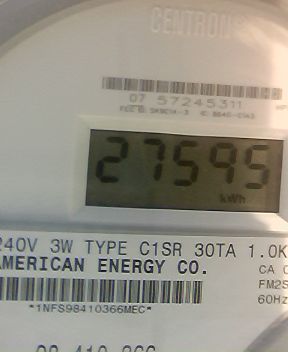 CENTRON
07 57245311
27595
kWh
240V 3W TYPE C1SR 30TA 1.0K
AMERICAN ENERGY CO.
CA
FM2S
60Hz
*1NFS98410366MEC*